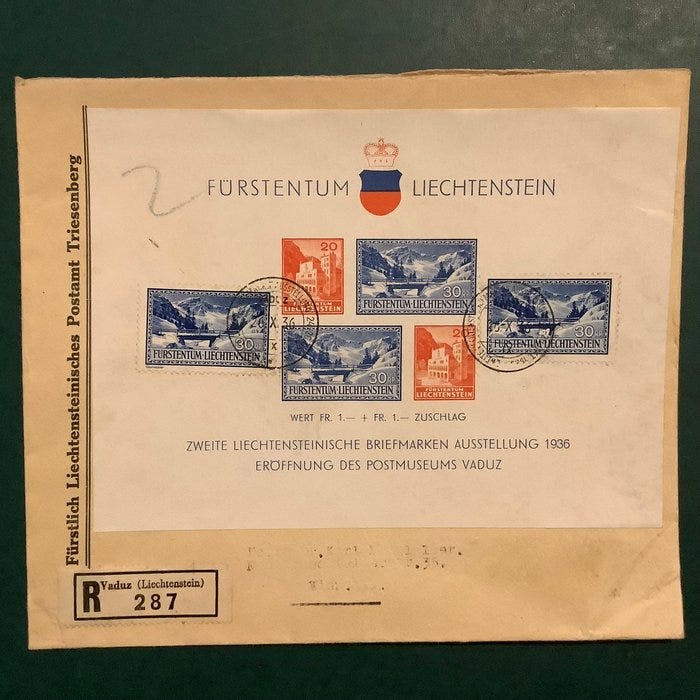 Fürstlich Liechtensteinisches Postamt Triesenberg
2
FÜRSTENTUM LIECHTENSTEIN
20
30
FÜRSTENTUM·LIECHTENSTEIN
30
FÜRSTENTUM·LIECHTENSTEIN
30
FÜRSTENTUM·LIECHTENSTEIN
30
FÜRSTENTUM·LIECHTENSTEIN
20
FÜRSTENTUM
LIECHTENSTEIN
X 36
WERT FR. 1.— + FR. 1.— ZUSCHLAG
ZWEITE LIECHTENSTEINISCHE BRIEFMARKEN AUSSTELLUNG 1936
ERÖFFNUNG DES POSTMUSEUMS VADUZ
R Vaduz (Liechtenstein)
287